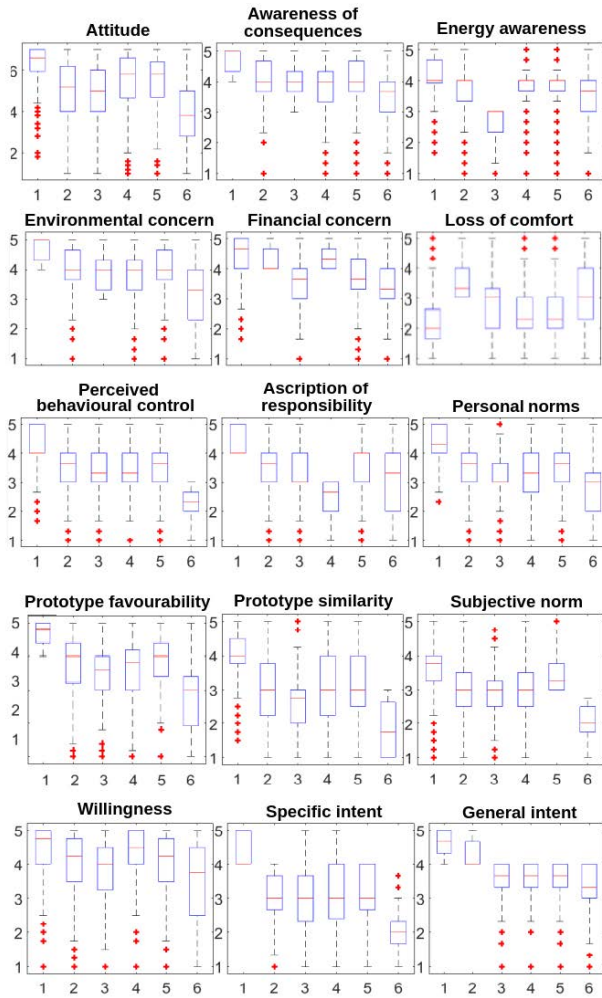 Attitude
Awareness of
consequences
Energy awareness
6
4
2
1 2 3 4 5 6
5
4
3
2
1
1 2 3 4 5 6
5
4
3
2
1
1 2 3 4 5 6
Environmental concern
Financial concern
Loss of comfort
5
4
3
2
1
1 2 3 4 5 6
5
4
3
2
1
1 2 3 4 5 6
5
4
3
2
1
1 2 3 4 5 6
Perceived
behavioural control
Ascription of
responsibility
Personal norms
5
4
3
2
1
1 2 3 4 5 6
5
4
3
2
1
1 2 3 4 5 6
5
4
3
2
1
1 2 3 4 5 6
Prototype favourability
Prototype similarity
Subjective norm
5
4
3
2
1
1 2 3 4 5 6
5
4
3
2
1
1 2 3 4 5 6
5
4
3
2
1
1 2 3 4 5 6
Willingness
Specific intent
General intent
5
4
3
2
1
1 2 3 4 5 6
5
4
3
2
1
1 2 3 4 5 6
5
4
3
2
1
1 2 3 4 5 6